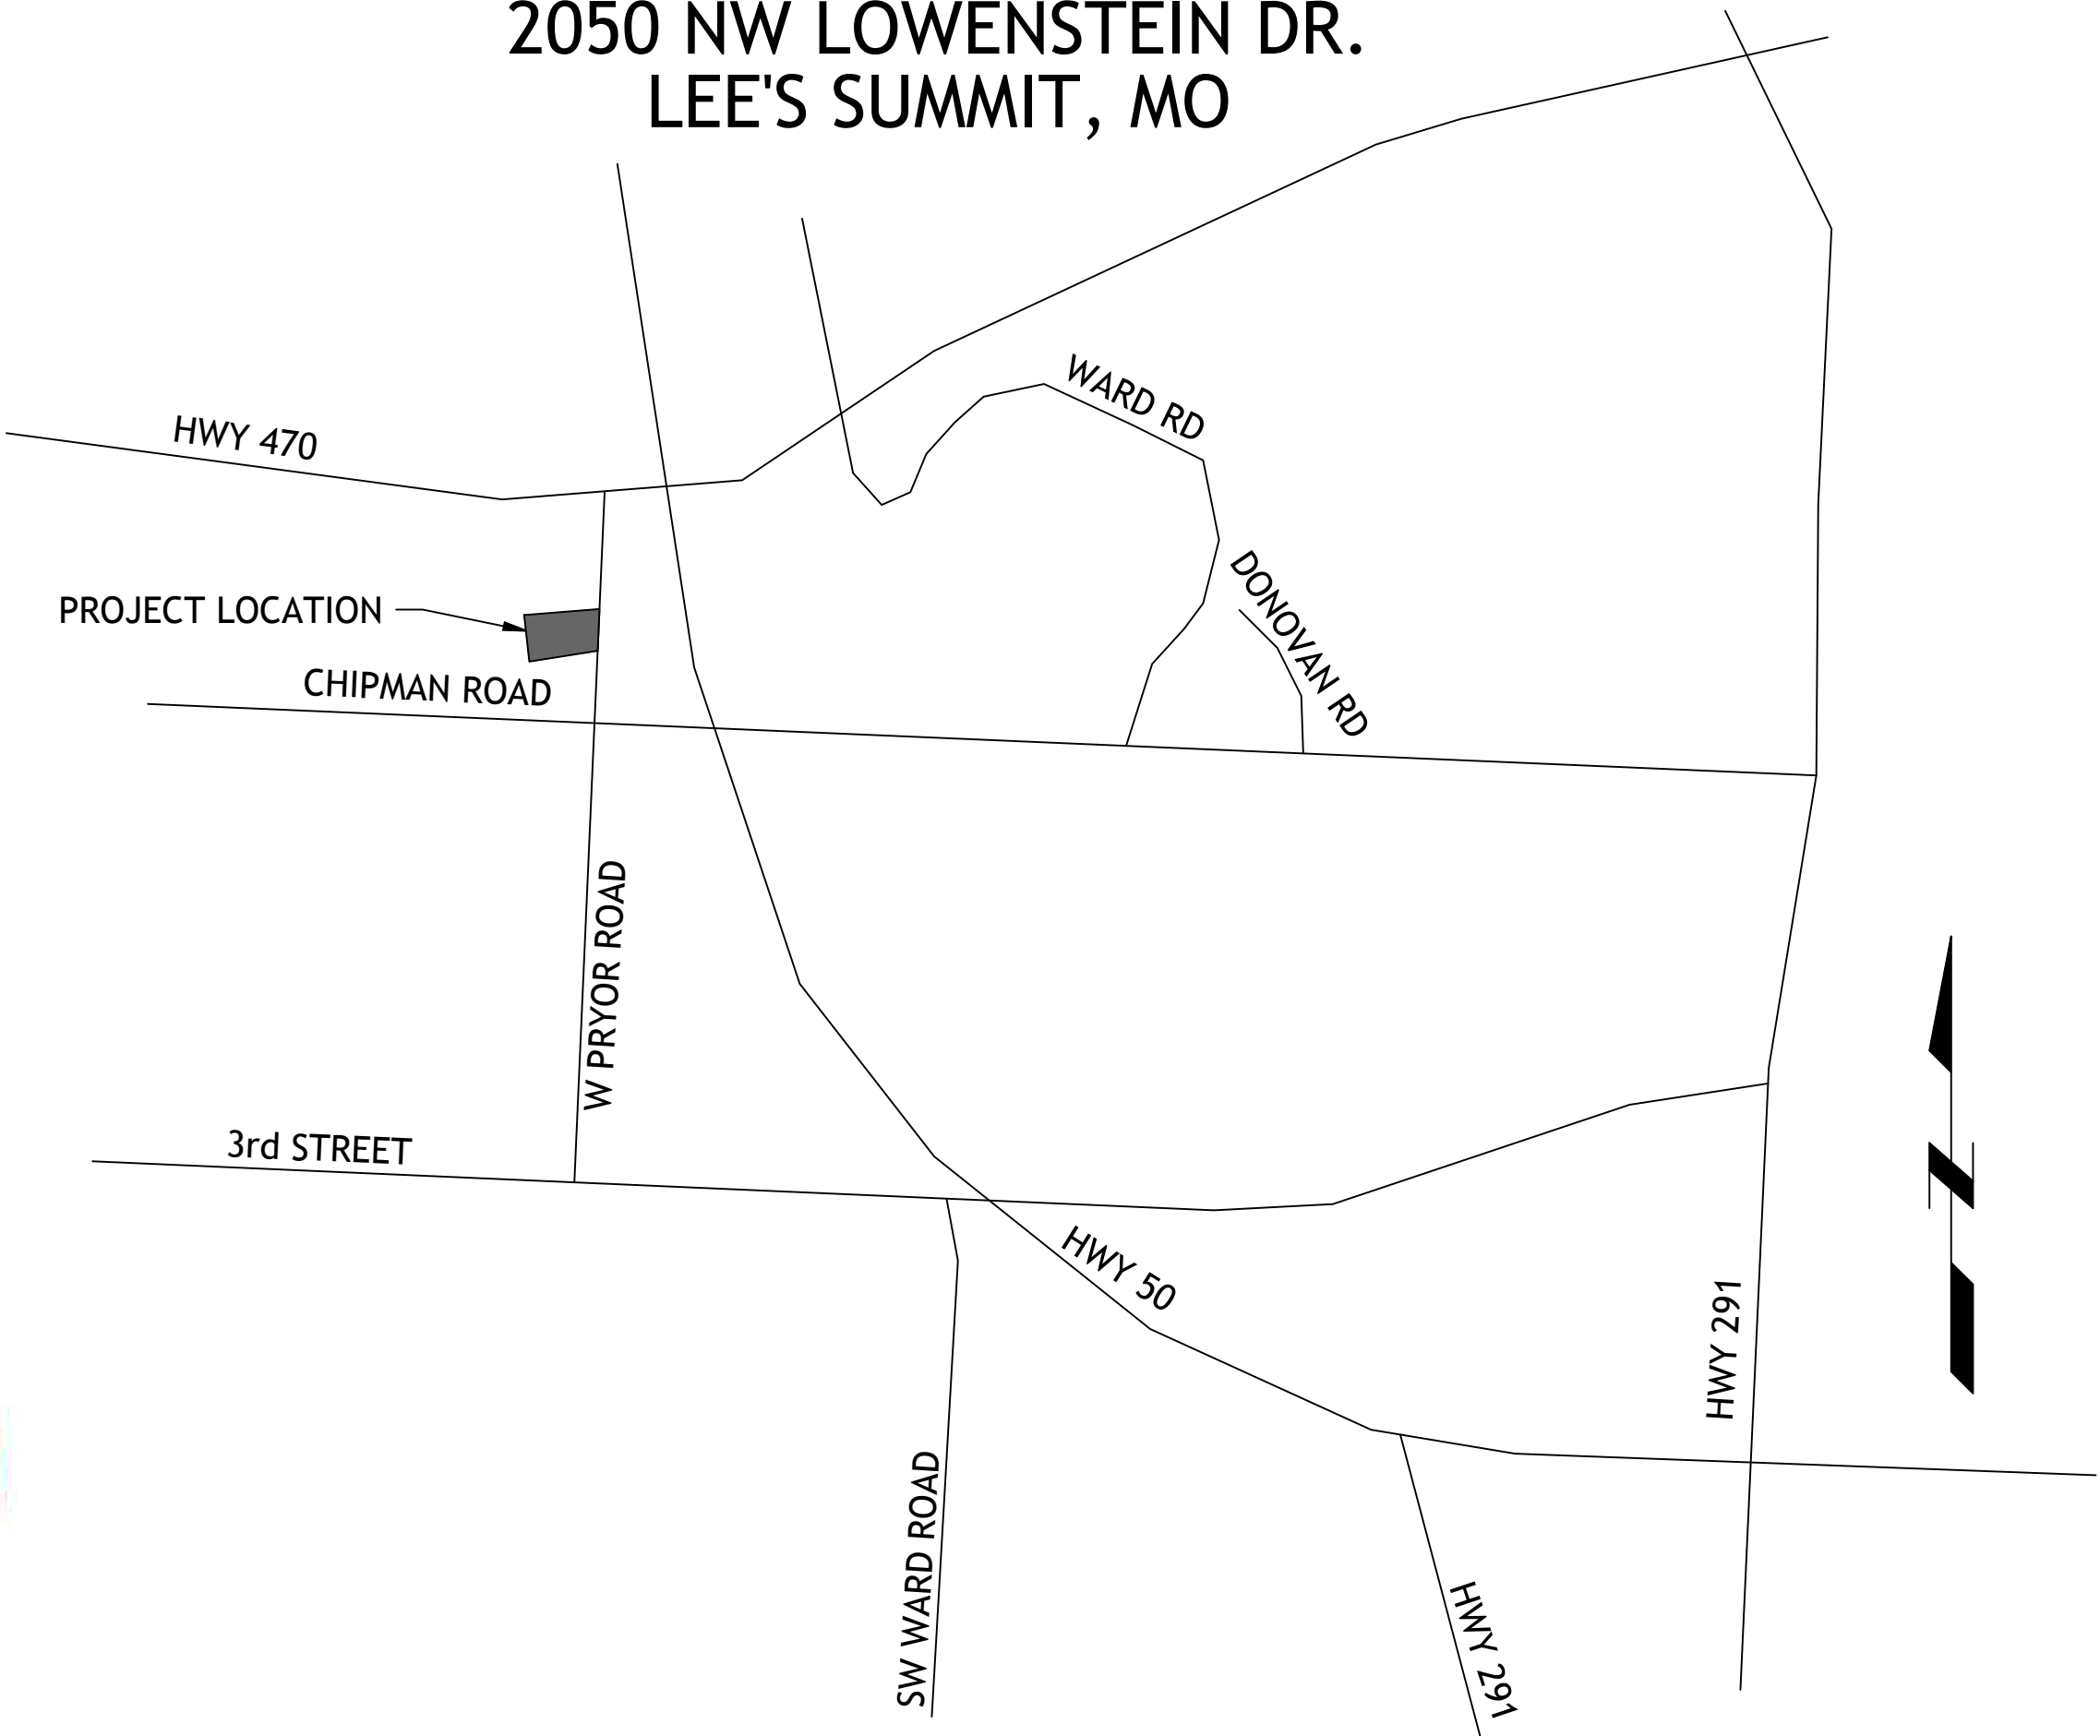 2050 NW LOWENSTEIN DR.
LEE'S SUMMIT, MO
WARD RD
HWY 470
DONOVAN RD
PROJECT LOCATION
CHIPMAN ROAD
W PRYOR ROAD
3rd STREET
N
HWY 50
HWY 291
SW WARD ROAD
HWY 291